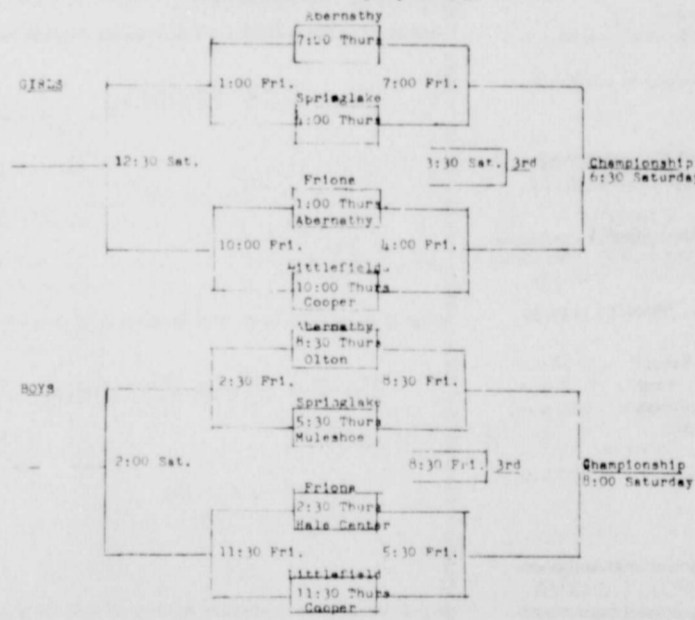 Abernathy
7:00 Thurs
GIRLS
1:00 Fri.
7:00 Fri.
Springlake
4:00 Thurs
12:30 Sat.
3:30 Sat. 3rd
Championship
6:30 Saturday
Frione
1:00 Thurs
Abernathy
10:00 Fri.
4:00 Fri.
Littlefield
10:00 Thurs
Cooper
Abernathy
8:30 Thurs
Olton
BOYS
2:30 Fri.
8:30 Fri.
Springlake
5:30 Thurs
Muleshoe
2:00 Sat.
8:30 Fri. 3rd
Championship
8:00 Saturday
Frione
2:30 Thurs
Hale Center
11:30 Fri.
5:30 Fri.
Littlefield
11:30 Thurs
Cooper